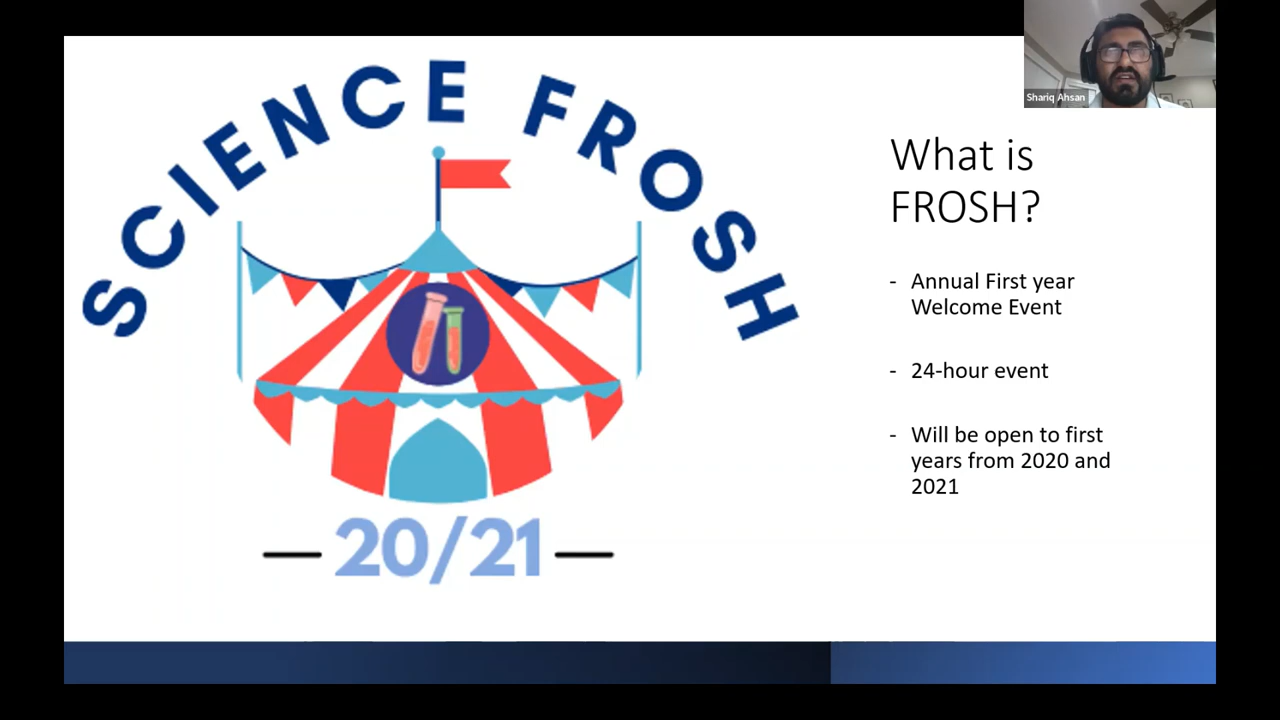 SCIENCE FROSH
20/21
Shariq Ahsan
What is
FROSH?
- Annual First year
Welcome Event
- 24-hour event
- Will be open to first
years from 2020 and
2021